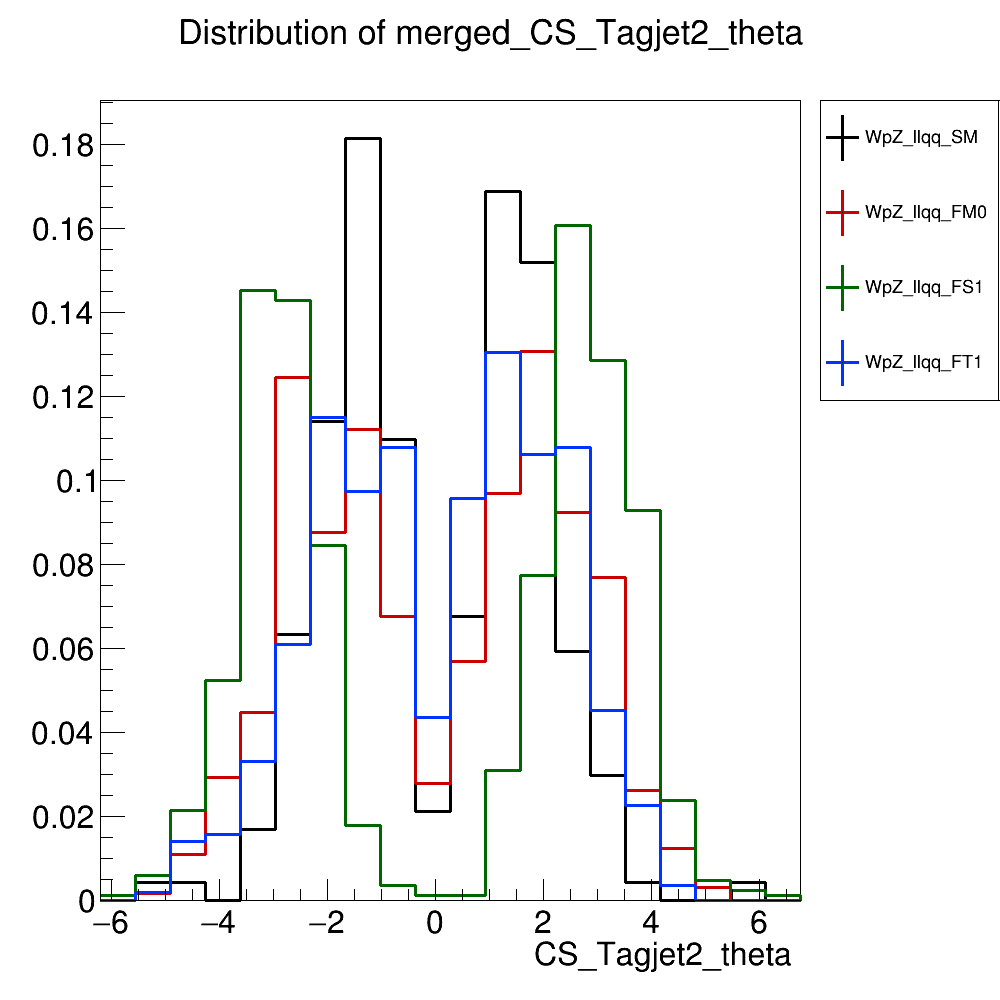 Distribution of merged_CS_Tagjet2_theta
WpZ_llqq_SM
WpZ_llqq_FM0
WpZ_llqq_FS1
WpZ_llqq_FT1
0.18
0.16
0.14
0.12
0.1
0.08
0.06
0.04
0.02
0
−6 −4 −2 0 2 4 6
CS_Tagjet2_theta